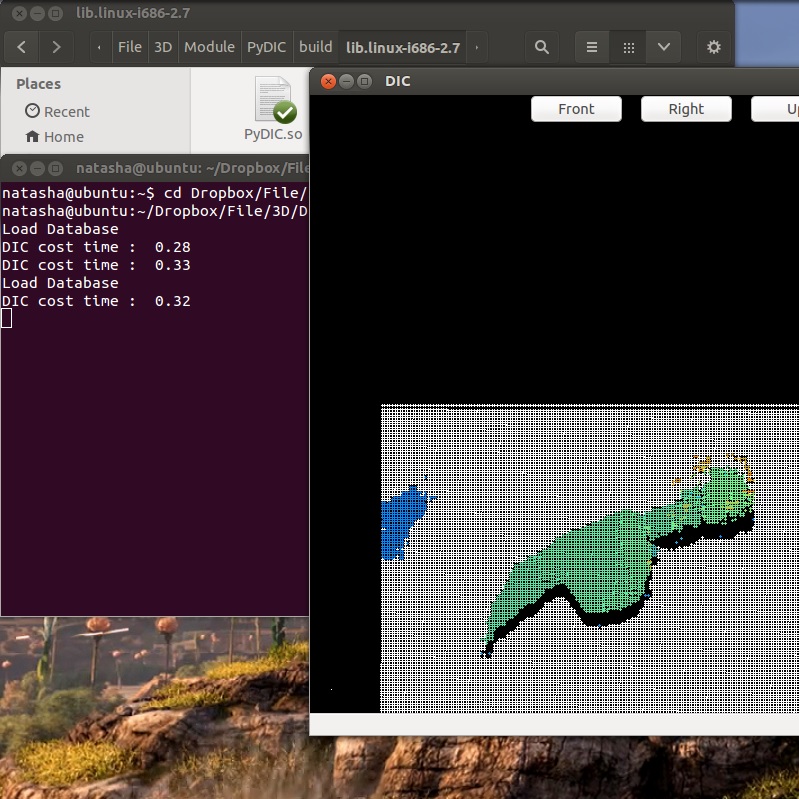 lib.linux-i686-2.7
File 3D Module PyDIC build lib.linux-i686-2.7
Places
Recent
Home
PyDIC.so
DIC
Front Right
natasha@ubuntu: ~/Dropbox/File
natasha@ubuntu:~$ cd Dropbox/File/
natasha@ubuntu:~/Dropbox/File/3D/D
Load Database
DIC cost time :  0.28
DIC cost time :  0.33
Load Database
DIC cost time :  0.32